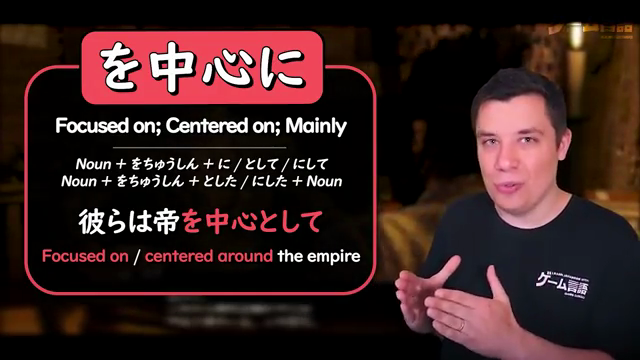 を中心に
Focused on; Centered on; Mainly
Noun + をちゅうしん + に / として / にして
Noun + をちゅうしん + とした / にした + Noun
彼らは帝を中心として
Focused on / centered around the empire
ゲーム言語